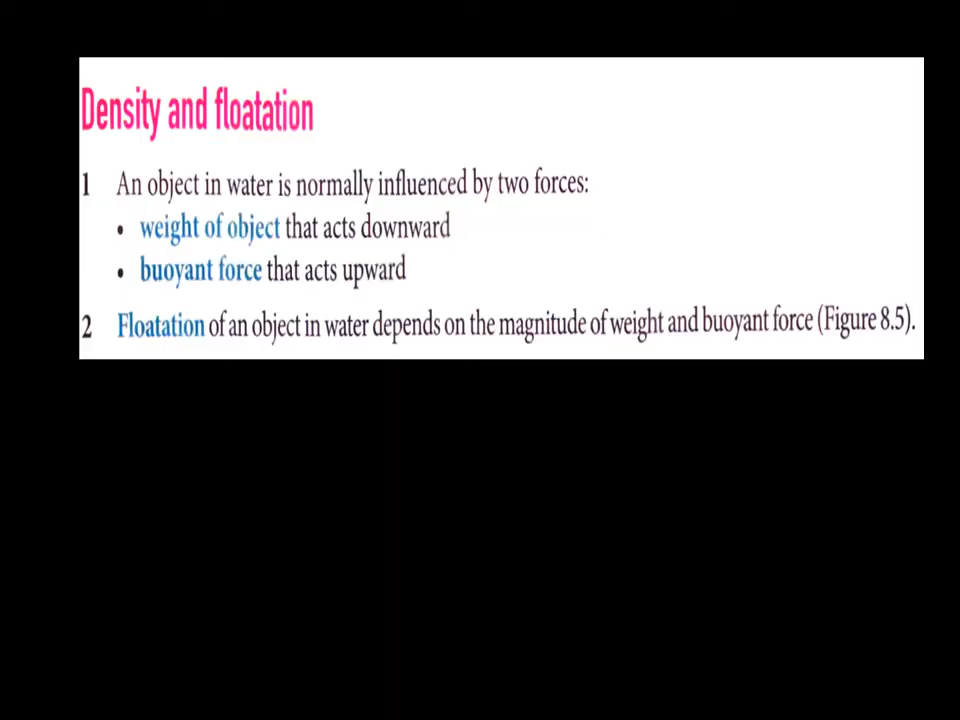 Density and floatation
1 An object in water is normally influenced by two forces:
• weight of object that acts downward
• buoyant force that acts upward
2 Floatation of an object in water depends on the magnitude of weight and buoyant force (Figure 8.5).